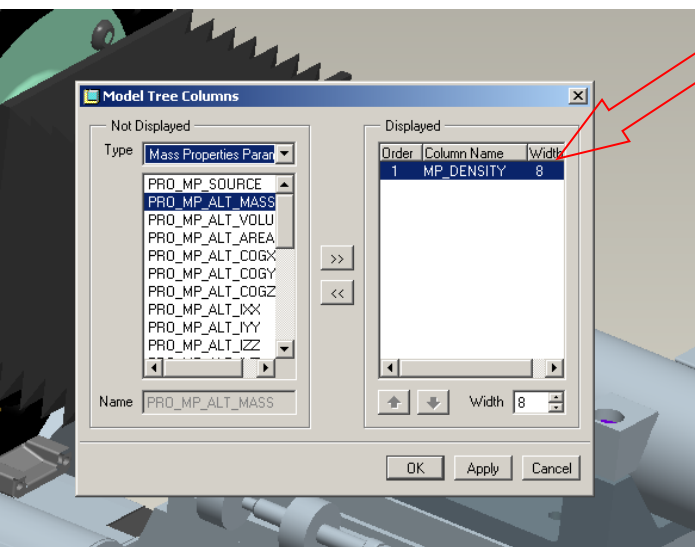 Model Tree Columns
Not Displayed
Displayed
Type
Mass Properties Param
Order
Column Name
Width
1
MP_DENSITY
8
PRO_MP_SOURCE
PRO_MP_ALT_MASS
PRO_MP_ALT_VOLU
PRO_MP_ALT_AREA
PRO_MP_ALT_COGX
PRO_MP_ALT_COGY
PRO_MP_ALT_COGZ
PRO_MP_ALT_IXX
PRO_MP_ALT_IYY
PRO_MP_ALT_IZZ
>>
<<
Name
PRO_MP_ALT_MASS
Width
8
OK
Apply
Cancel